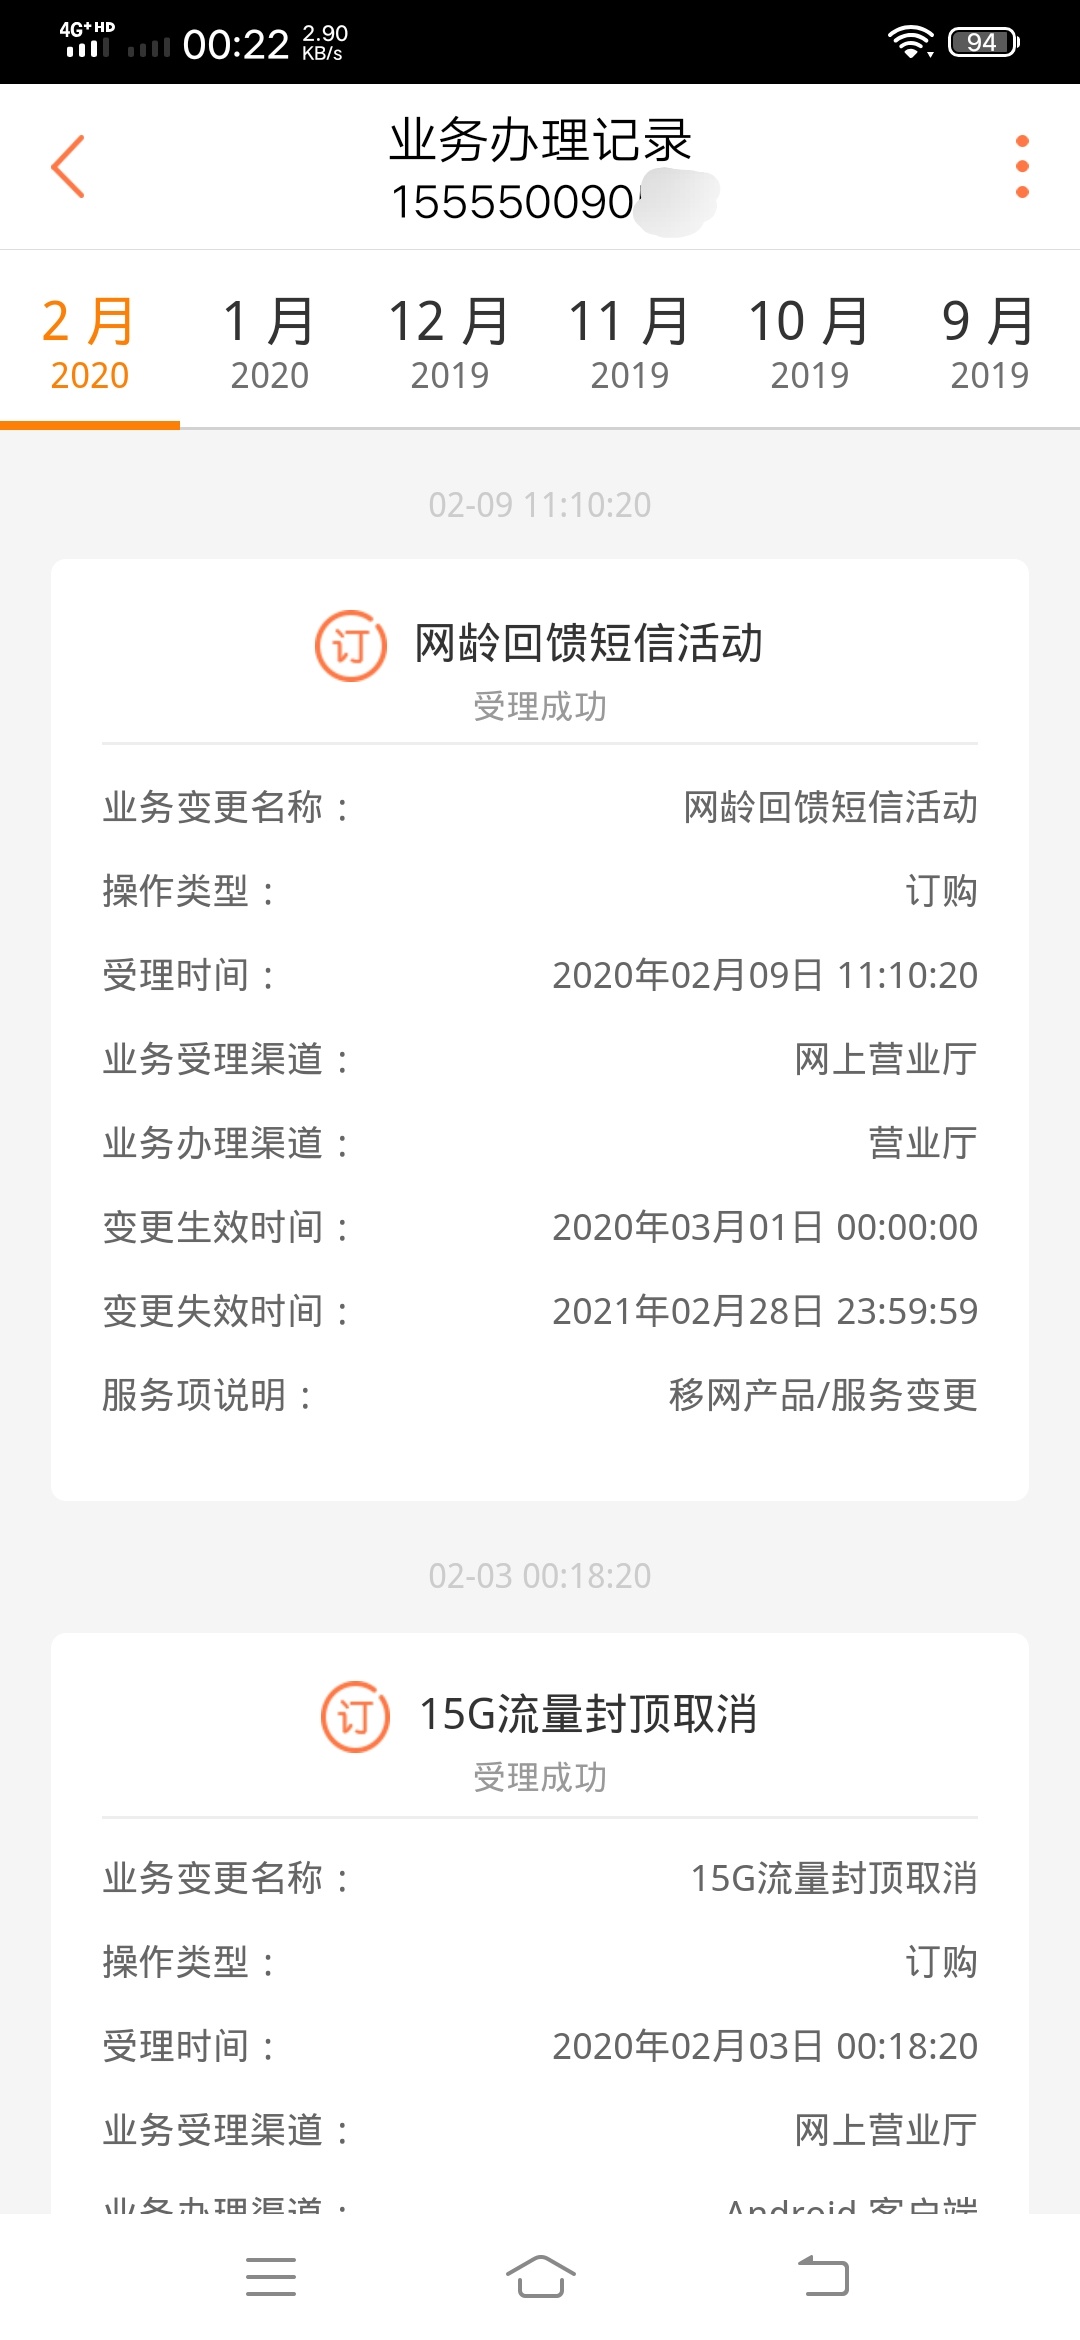 4G+ HD 00:22 2.90 KB/s 94
业务办理记录
1555550090
2 月 1 月 12 月 11 月 10 月 9 月
2020 2020 2019 2019 2019 2019
02-09 11:10:20
订 网龄回馈短信活动
受理成功
业务变更名称： 网龄回馈短信活动
操作类型： 订购
受理时间： 2020年02月09日 11:10:20
业务受理渠道： 网上营业厅
业务办理渠道： 营业厅
变更生效时间： 2020年03月01日 00:00:00
变更失效时间： 2021年02月28日 23:59:59
服务项说明： 移网产品/服务变更
02-03 00:18:20
订 15G流量封顶取消
受理成功
业务变更名称： 15G流量封顶取消
操作类型： 订购
受理时间： 2020年02月03日 00:18:20
业务受理渠道： 网上营业厅
业务办理渠道： Android 客户端